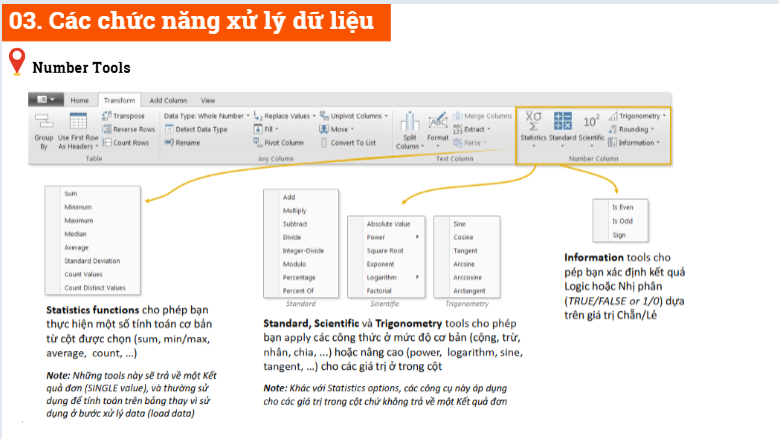 03. Các chức năng xử lý dữ liệu
Number Tools
Home Transform Add Column View
Group By
Use First Row As Headers
Transpose
Reverse Rows
Count Rows
Table
Data Type: Whole Number
Detect Data Type
Rename
Replace Values
Fill
Pivot Column
Unpivot Columns
Move
Convert To List
Any Column
Split Column
Format
Merge Columns
Extract
Parse
Text Column
Statistics
Standard
Scientific
10²
Trigonometry
Rounding
Information
Number Column
Sum
Minimum
Maximum
Median
Average
Standard Deviation
Count Values
Count Distinct Values
Statistics functions cho phép bạn
thực hiện một số tính toán cơ bản
từ cột được chọn (sum, min/max,
average, count, ...)
Note: Những tools này sẽ trả về một Kết
quả đơn (SINGLE value), và thường sử
dụng để tính toán trên bảng thay vì sử
dụng ở bước xử lý data (load data)
Add
Multiply
Subtract
Divide
Integer-Divide
Modulo
Percentage
Percent Of
Standard
Absolute Value
Power
Square Root
Exponent
Logarithm
Factorial
Scientific
Sine
Cosine
Tangent
Arcsine
Arccosine
Arctangent
Trigonometry
Standard, Scientific và Trigonometry tools cho phép
bạn apply các công thức ở mức độ cơ bản (cộng, trừ,
nhân, chia, ...) hoặc nâng cao (power, logarithm, sine,
tangent, ...) cho các giá trị ở trong cột
Note: Khác với Statistics options, các công cụ này áp dụng
cho các giá trị trong cột chứ không trả về một Kết quả đơn
Is Even
Is Odd
Sign
Information tools cho
pép bạn xác định kết quả
Logic hoặc Nhị phân
(TRUE/FALSE or 1/0) dựa
trên giá trị Chẵn/Lẻ